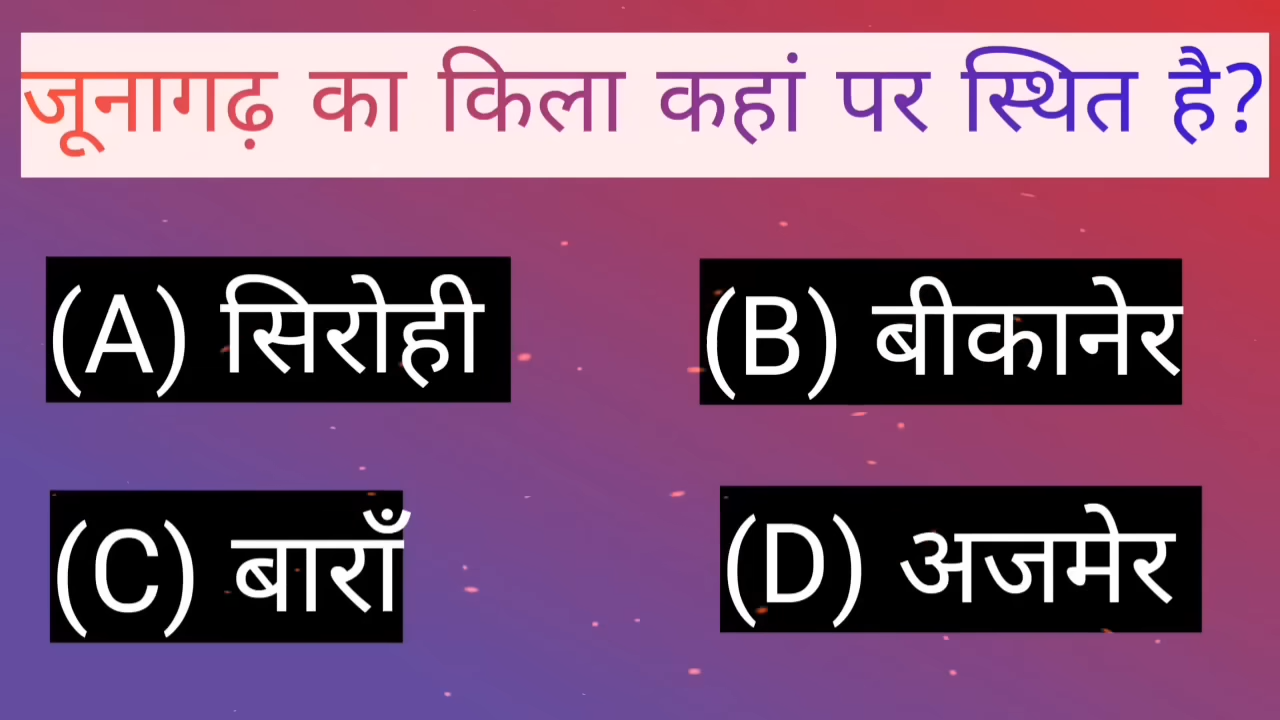 जूनागढ़ का किला कहां पर स्थित है?
(A) सिरोही
(B) बीकानेर
(C) बाराँ
(D) अजमेर